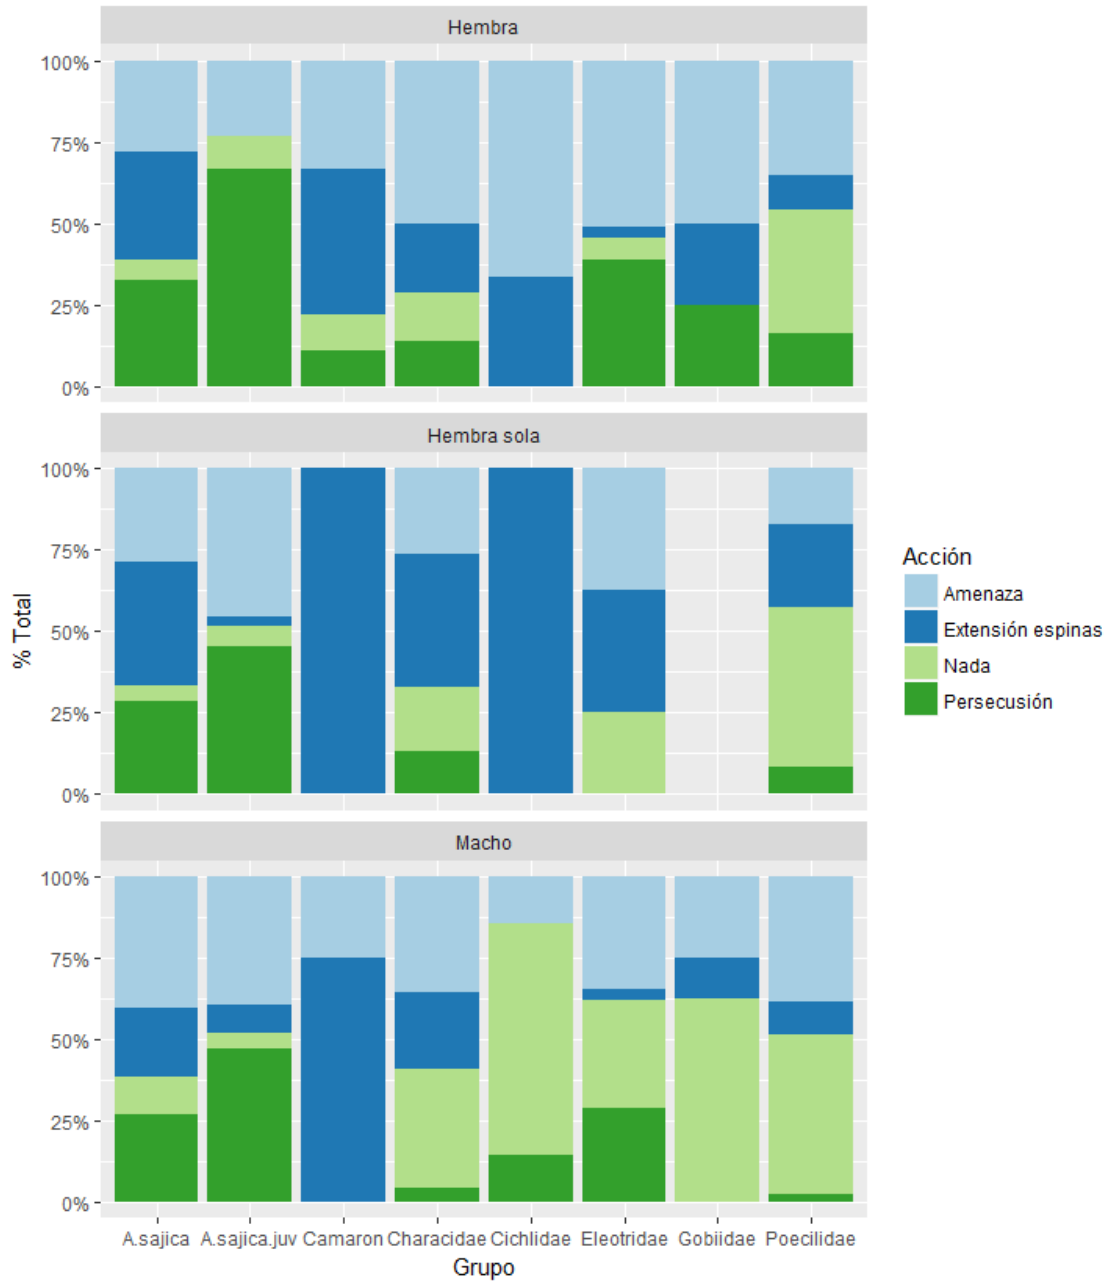 Hembra
100%
75%
50%
25%
0%
Hembra sola
100%
75%
50%
25%
0%
Macho
100%
75%
50%
25%
0%
% Total
A.sajica A.sajica.juv Camaron Characidae Cichlidae Eleotridae Gobiidae Poecilidae
Grupo
Acción
Amenaza
Extensión espinas
Nada
Persecusión